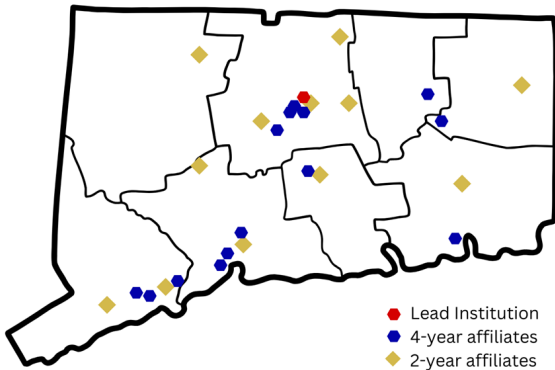 Lead Institution
4-year affiliates
2-year affiliates